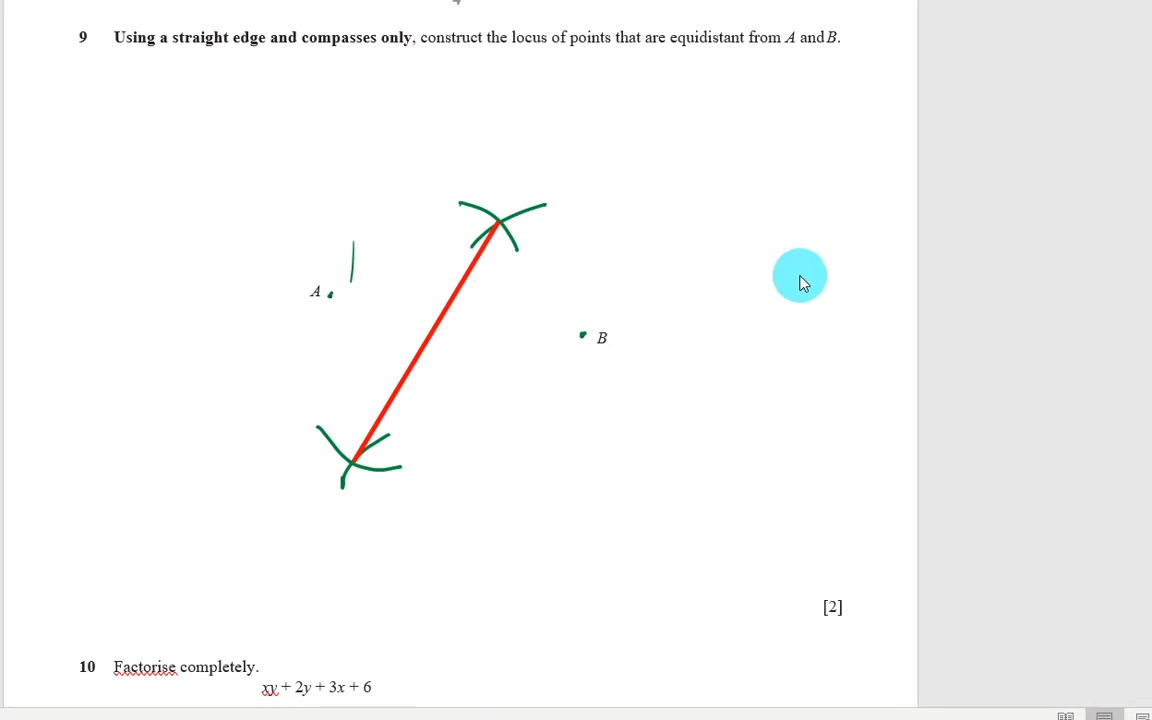 9 Using a straight edge and compasses only, construct the locus of points that are equidistant from A and B.
A
B
[2]
10 Factorise completely.
xy + 2y + 3x + 6